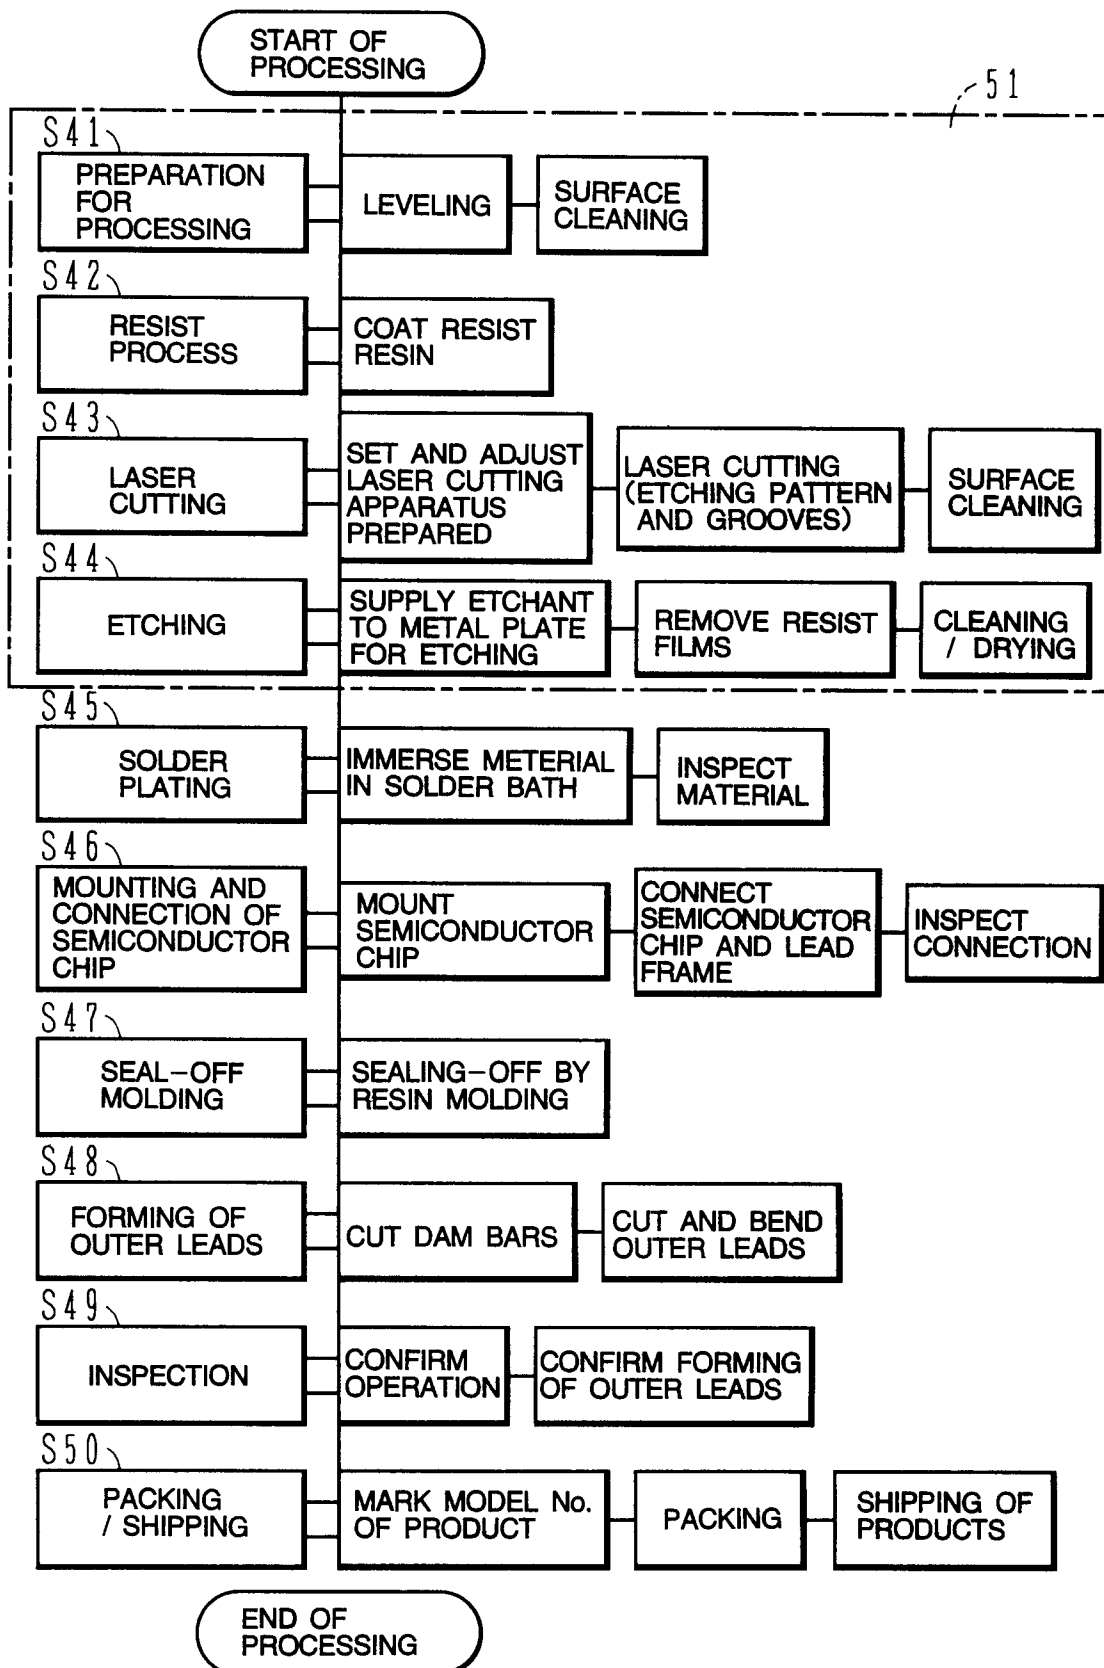 START OF
PROCESSING
51
S41
PREPARATION
FOR
PROCESSING
LEVELING
SURFACE
CLEANING
S42
RESIST
PROCESS
COAT RESIST
RESIN
S43
LASER
CUTTING
SET AND ADJUST
LASER CUTTING
APPARATUS
PREPARED
LASER CUTTING
(ETCHING PATTERN
AND GROOVES)
SURFACE
CLEANING
S44
ETCHING
SUPPLY ETCHANT
TO METAL PLATE
FOR ETCHING
REMOVE RESIST
FILMS
CLEANING
/ DRYING
S45
SOLDER
PLATING
IMMERSE METERIAL
IN SOLDER BATH
INSPECT
MATERIAL
S46
MOUNTING AND
CONNECTION OF
SEMICONDUCTOR
CHIP
MOUNT
SEMICONDUCTOR
CHIP
CONNECT
SEMICONDUCTOR
CHIP AND LEAD
FRAME
INSPECT
CONNECTION
S47
SEAL-OFF
MOLDING
SEALING-OFF BY
RESIN MOLDING
S48
FORMING OF
OUTER LEADS
CUT DAM BARS
CUT AND BEND
OUTER LEADS
S49
INSPECTION
CONFIRM
OPERATION
CONFIRM FORMING
OF OUTER LEADS
S50
PACKING
/ SHIPPING
MARK MODEL No.
OF PRODUCT
PACKING
SHIPPING OF
PRODUCTS
END OF
PROCESSING